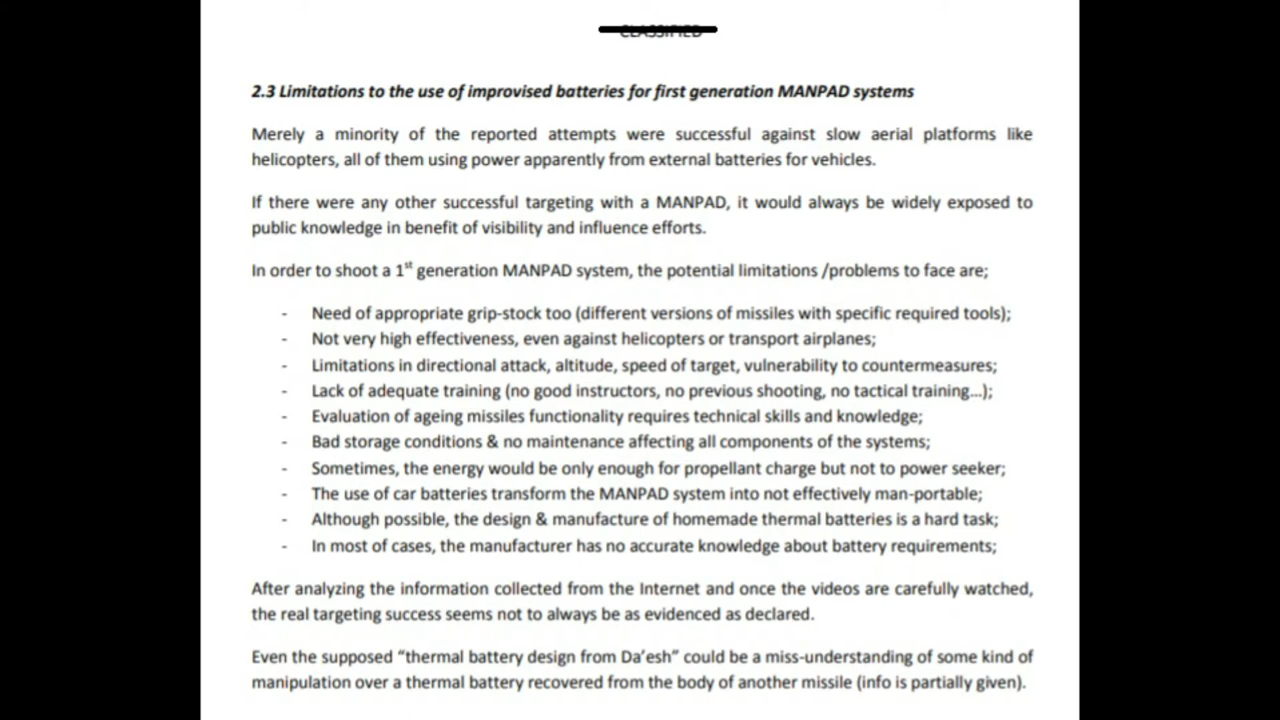 CLASSIFIED
2.3 Limitations to the use of improvised batteries for first generation MANPAD systems
Merely a minority of the reported attempts were successful against slow aerial platforms like
helicopters, all of them using power apparently from external batteries for vehicles.
If there were any other successful targeting with a MANPAD, it would always be widely exposed to
public knowledge in benefit of visibility and influence efforts.
In order to shoot a 1st generation MANPAD system, the potential limitations /problems to face are;
- Need of appropriate grip-stock too (different versions of missiles with specific required tools);
- Not very high effectiveness, even against helicopters or transport airplanes;
- Limitations in directional attack, altitude, speed of target, vulnerability to countermeasures;
- Lack of adequate training (no good instructors, no previous shooting, no tactical training...);
- Evaluation of ageing missiles functionality requires technical skills and knowledge;
- Bad storage conditions & no maintenance affecting all components of the systems;
- Sometimes, the energy would be only enough for propellant charge but not to power seeker;
- The use of car batteries transform the MANPAD system into not effectively man-portable;
- Although possible, the design & manufacture of homemade thermal batteries is a hard task;
- In most of cases, the manufacturer has no accurate knowledge about battery requirements;
After analyzing the information collected from the Internet and once the videos are carefully watched,
the real targeting success seems not to always be as evidenced as declared.
Even the supposed “thermal battery design from Da’esh” could be a miss-understanding of some kind of
manipulation over a thermal battery recovered from the body of another missile (info is partially given).